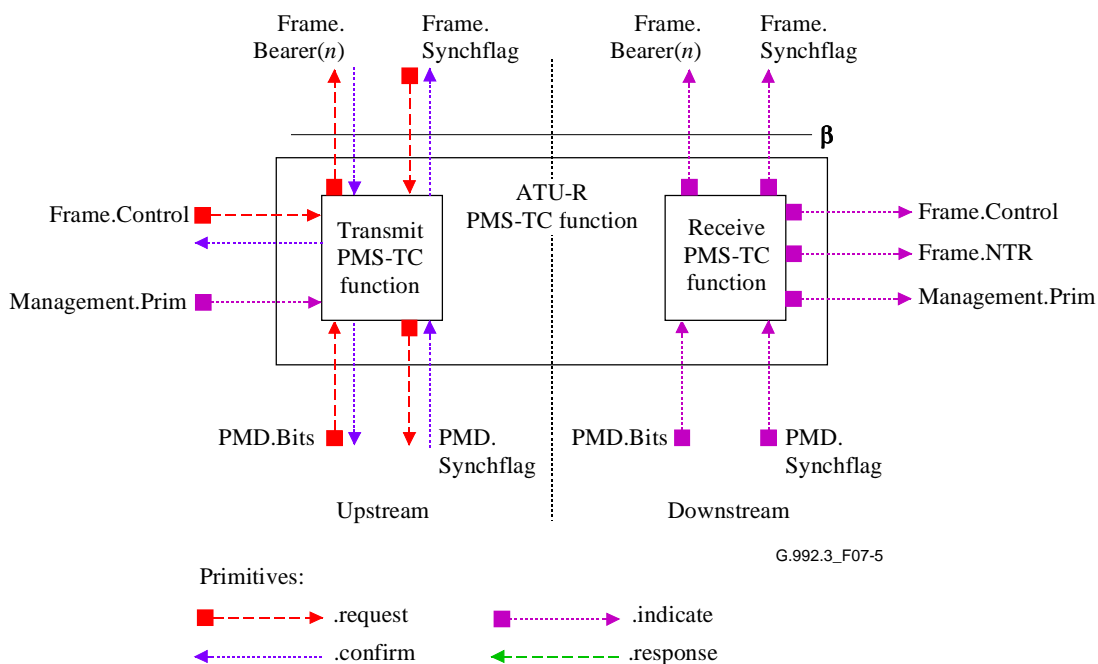 Frame.
Bearer(n)
Frame.
Synchflag
Frame.
Bearer(n)
Frame.
Synchflag
β
ATU-R
PMS-TC function
Frame.Control
Transmit
PMS-TC
function
Receive
PMS-TC
function
Frame.Control
Frame.NTR
Management.Prim
Management.Prim
PMD.Bits
PMD.
Synchflag
PMD.Bits
PMD.
Synchflag
Upstream
Downstream
G.992.3_F07-5
Primitives:
.request
.indicate
.confirm
.response